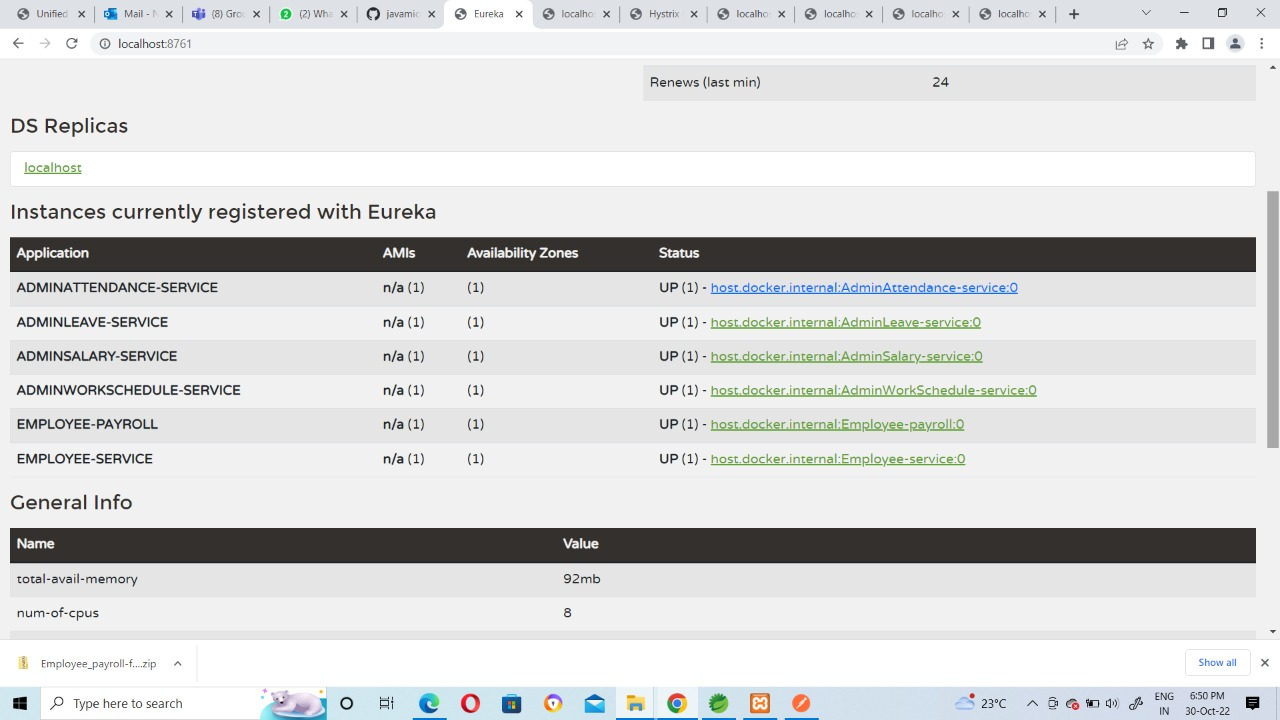 Unified
Mail - N
(8) Grou
(2) Wha
javamic
Eureka
localhos
Hystrix
localho
localho
localho
localho
localhost:8761
Renews (last min) 24
DS Replicas
localhost
Instances currently registered with Eureka
Application AMIs Availability Zones Status
ADMINATTENDANCE-SERVICE n/a (1) (1) UP (1) - host.docker.internal:AdminAttendance-service:0
ADMINLEAVE-SERVICE n/a (1) (1) UP (1) - host.docker.internal:AdminLeave-service:0
ADMINSALARY-SERVICE n/a (1) (1) UP (1) - host.docker.internal:AdminSalary-service:0
ADMINWORKSCHEDULE-SERVICE n/a (1) (1) UP (1) - host.docker.internal:AdminWorkSchedule-service:0
EMPLOYEE-PAYROLL n/a (1) (1) UP (1) - host.docker.internal:Employee-payroll:0
EMPLOYEE-SERVICE n/a (1) (1) UP (1) - host.docker.internal:Employee-service:0
General Info
Name Value
total-avail-memory 92mb
num-of-cpus 8
Employee_payroll-f....zip
Show all
Type here to search
23°C
ENG
IN
6:50 PM
30-Oct-22